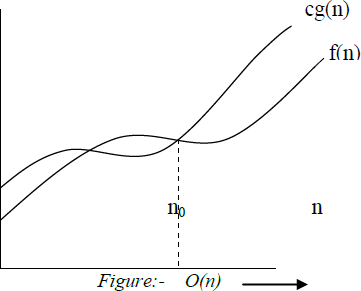 cg(n)
f(n)
n₀
n
Figure:- O(n)